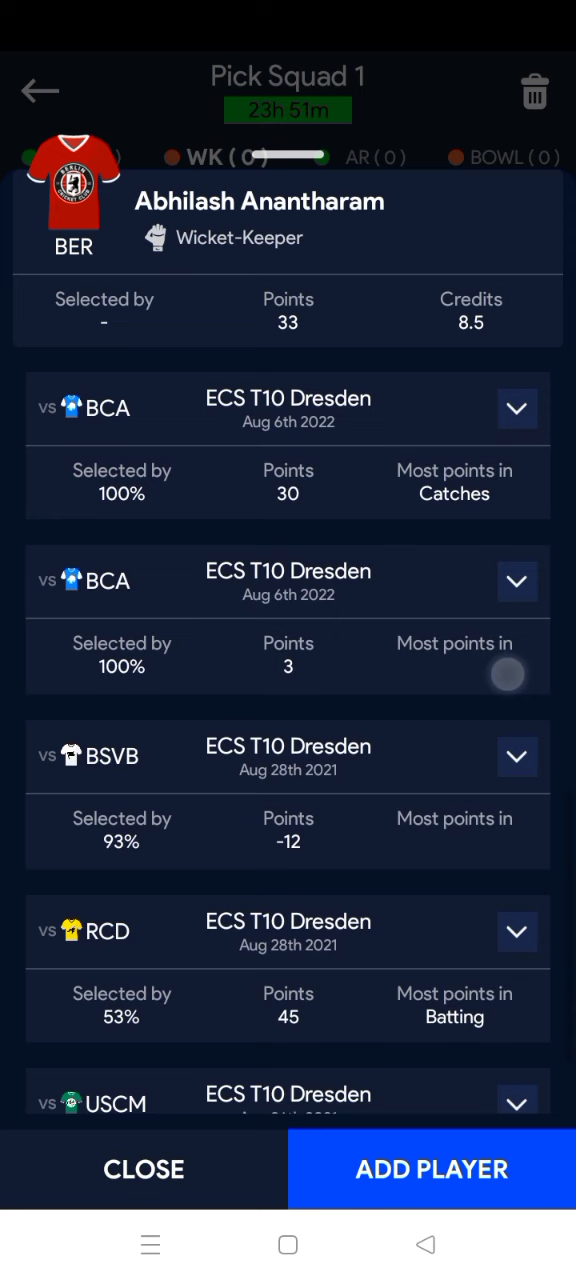 Pick Squad 1
23h 51m
WK ( 0 )
AR ( 0 )
BOWL ( 0 )
BERLIN
BER
Abhilash Anantharam
Wicket-Keeper
Selected by
Points
Credits
-
33
8.5
vs BCA
ECS T10 Dresden
Aug 6th 2022
Selected by
Points
Most points in
100%
30
Catches
vs BCA
ECS T10 Dresden
Aug 6th 2022
Selected by
Points
Most points in
100%
3
vs BSVB
ECS T10 Dresden
Aug 28th 2021
Selected by
Points
Most points in
93%
-12
vs RCD
ECS T10 Dresden
Aug 28th 2021
Selected by
Points
Most points in
53%
45
Batting
vs USCM
ECS T10 Dresden
CLOSE
ADD PLAYER